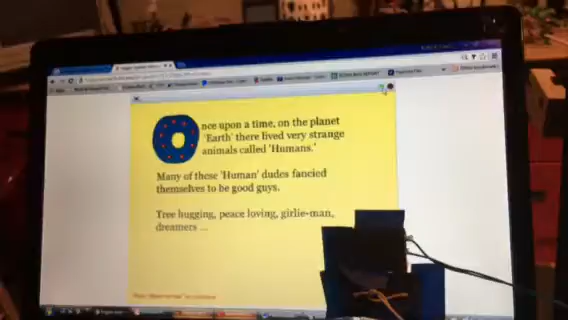 Once upon a time, on the planet
'Earth' there lived very strange
animals called 'Humans.'
Many of these 'Human' dudes fancied
themselves to be good guys.
Tree hugging, peace loving, girlie-man,
dreamers ...